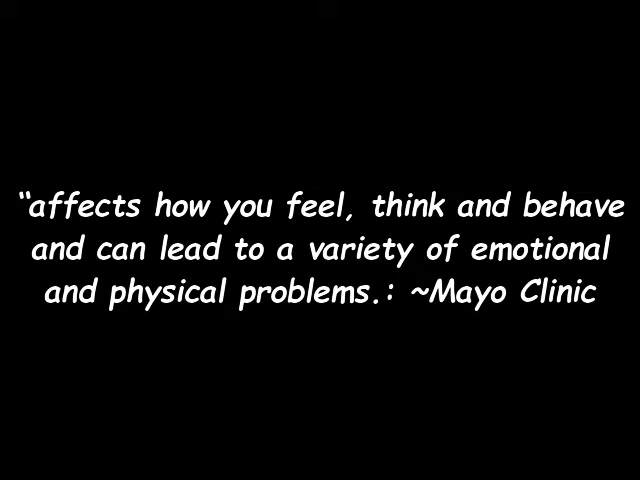 “affects how you feel, think and behave
and can lead to a variety of emotional
and physical problems.: ~Mayo Clinic